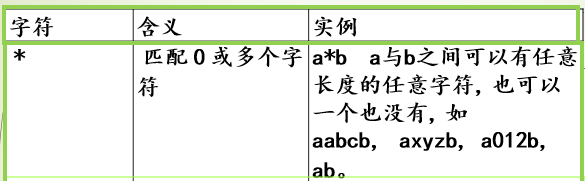 字符 含义 实例
* 匹配0或多个字 a*b a与b之间可以有任意
符 长度的任意字符,也可以
一个也没有,如
aabcb, axyzb, a012b,
ab。